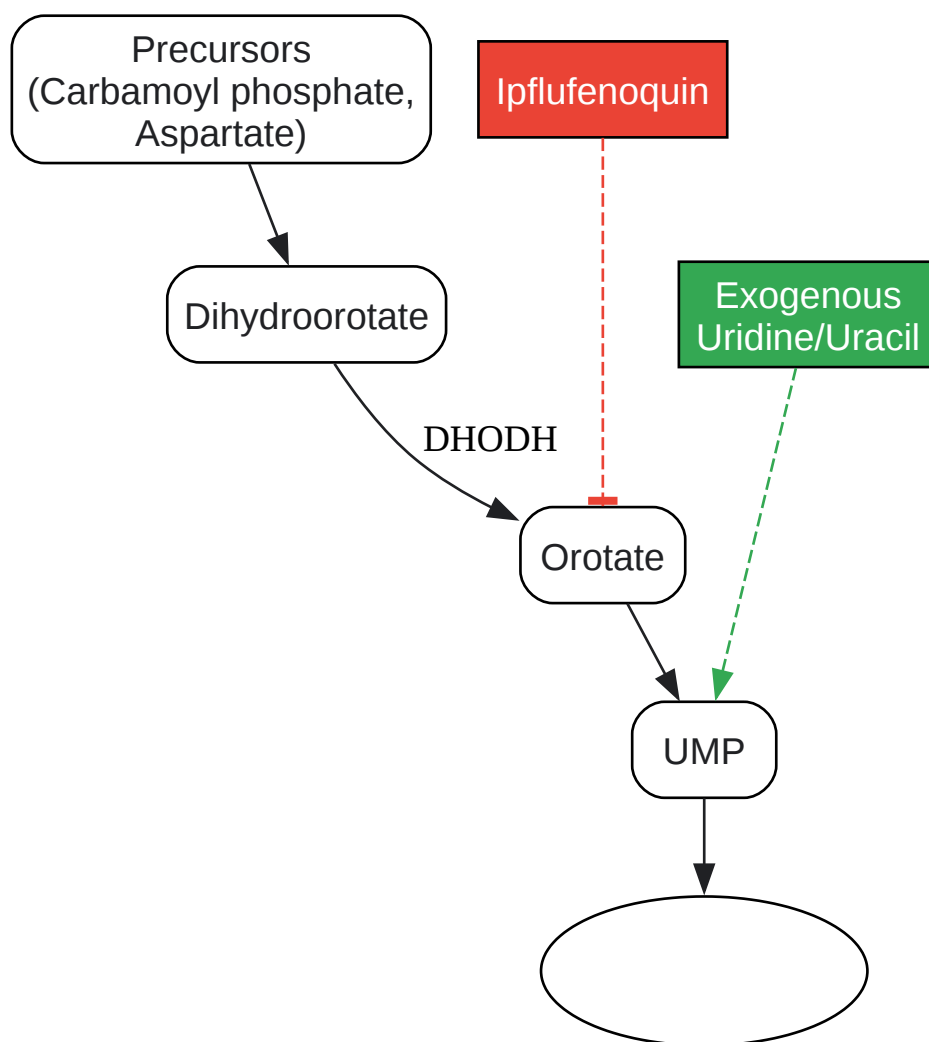 Precursors
(Carbamoyl phosphate,
Aspartate)
Ipflufenoquin
Exogenous
Uridine/Uracil
Dihydroorotate
DHODH
Orotate
UMP